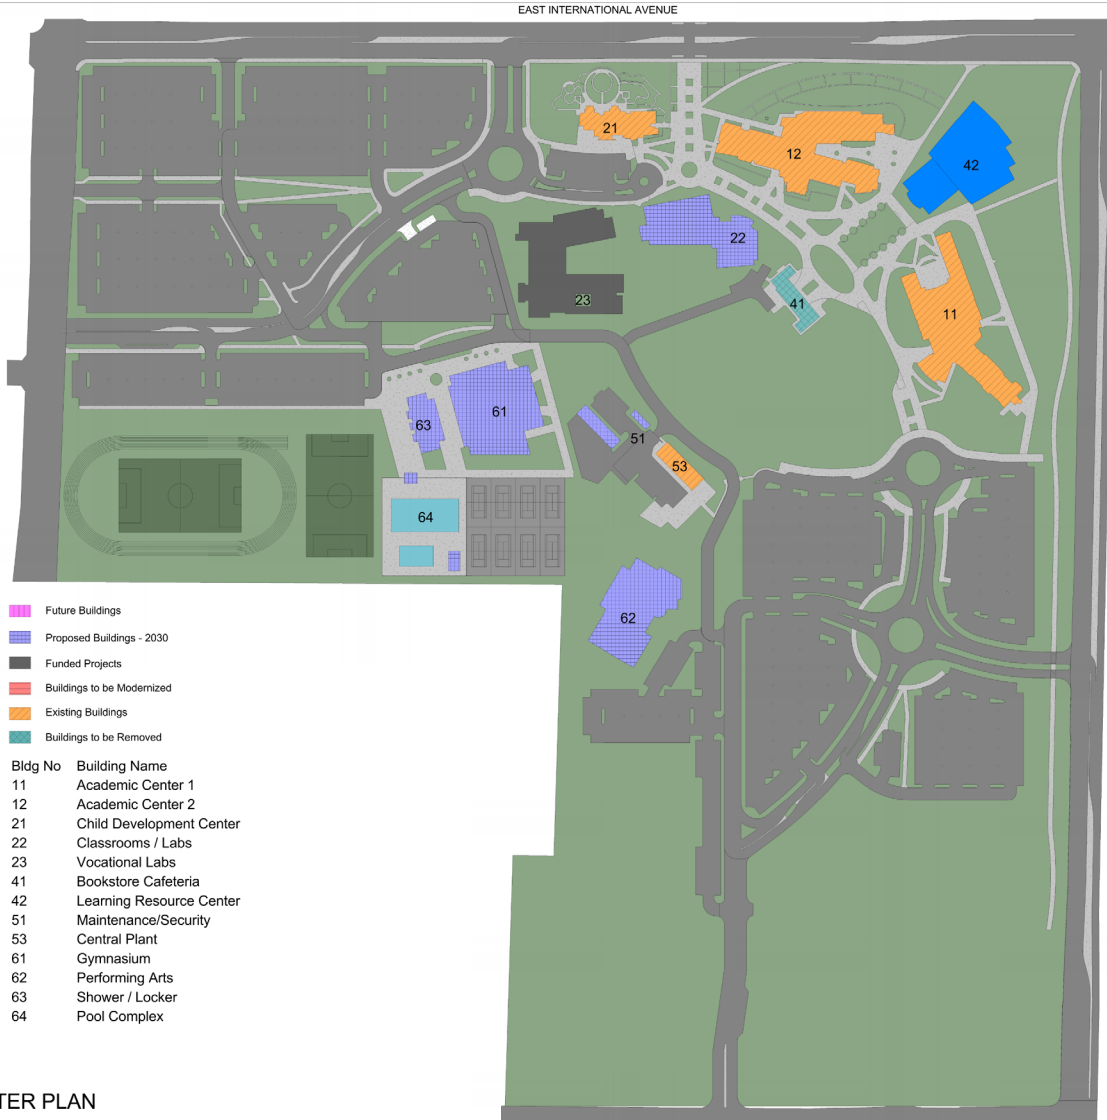 EAST INTERNATIONAL AVENUE
21
12
42
22
23
41
11
61
63
51
53
64
62
Future Buildings
Proposed Buildings - 2030
Funded Projects
Buildings to be Modernized
Existing Buildings
Buildings to be Removed
Bldg No Building Name
11 Academic Center 1
12 Academic Center 2
21 Child Development Center
22 Classrooms / Labs
23 Vocational Labs
41 Bookstore Cafeteria
42 Learning Resource Center
51 Maintenance/Security
53 Central Plant
61 Gymnasium
62 Performing Arts
63 Shower / Locker
64 Pool Complex
TER PLAN